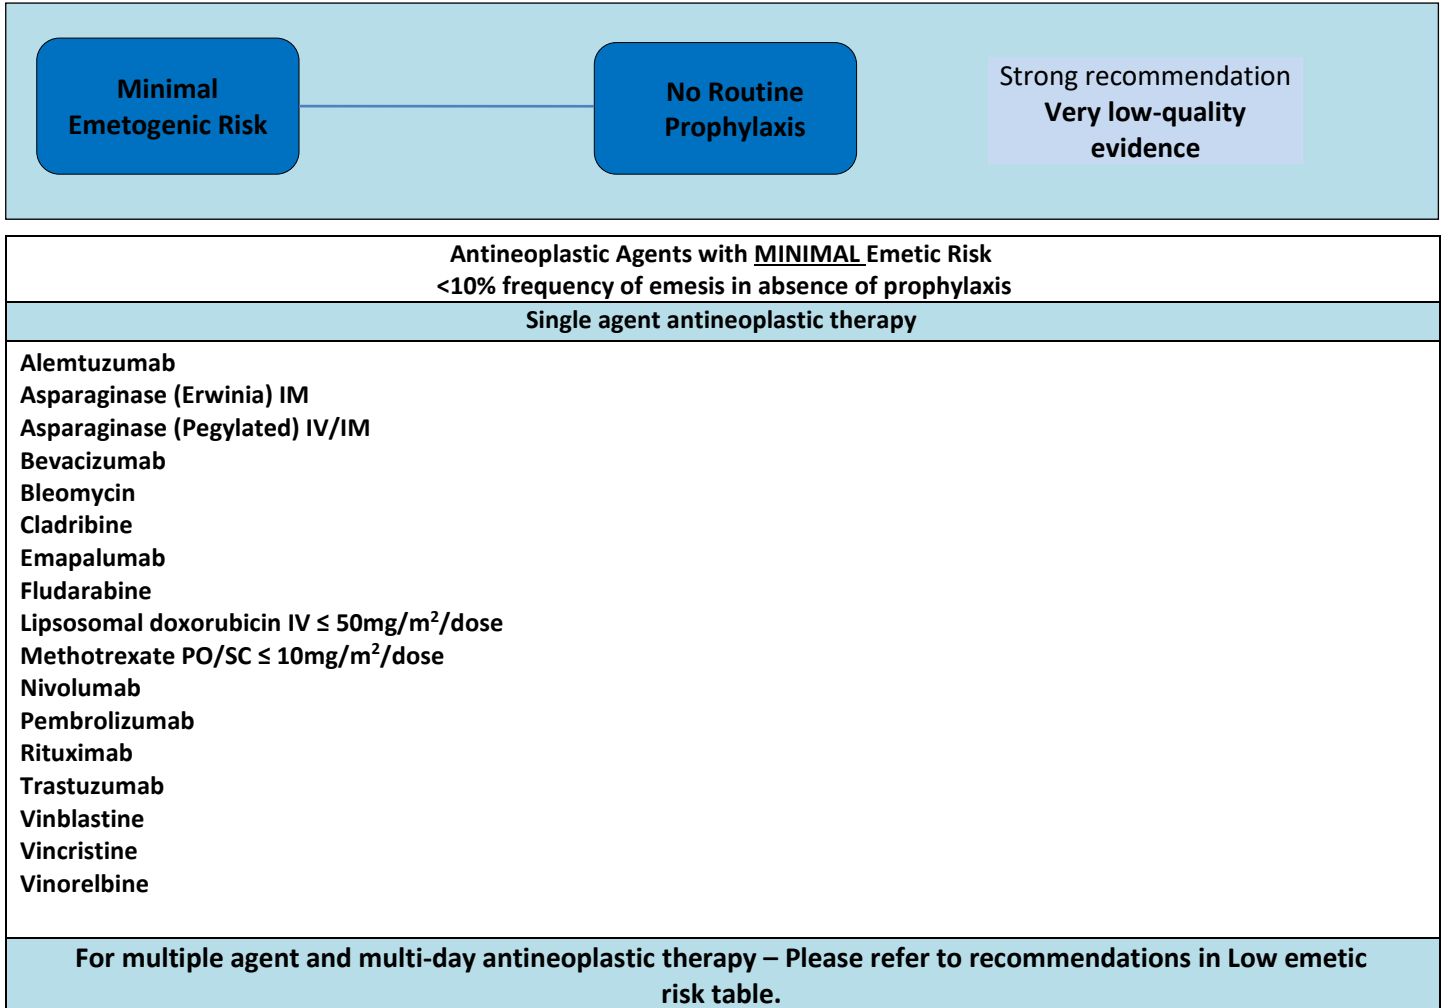 Minimal
Emetogenic Risk
No Routine
Prophylaxis
Strong recommendation
Very low-quality
evidence
Antineoplastic Agents with MINIMAL Emetic Risk
<10% frequency of emesis in absence of prophylaxis
Single agent antineoplastic therapy
Alemtuzumab
Asparaginase (Erwinia) IM
Asparaginase (Pegylated) IV/IM
Bevacizumab
Bleomycin
Cladribine
Emapalumab
Fludarabine
Lipsosomal doxorubicin IV ≤ 50mg/m²/dose
Methotrexate PO/SC ≤ 10mg/m²/dose
Nivolumab
Pembrolizumab
Rituximab
Trastuzumab
Vinblastine
Vincristine
Vinorelbine
For multiple agent and multi-day antineoplastic therapy – Please refer to recommendations in Low emetic
risk table.